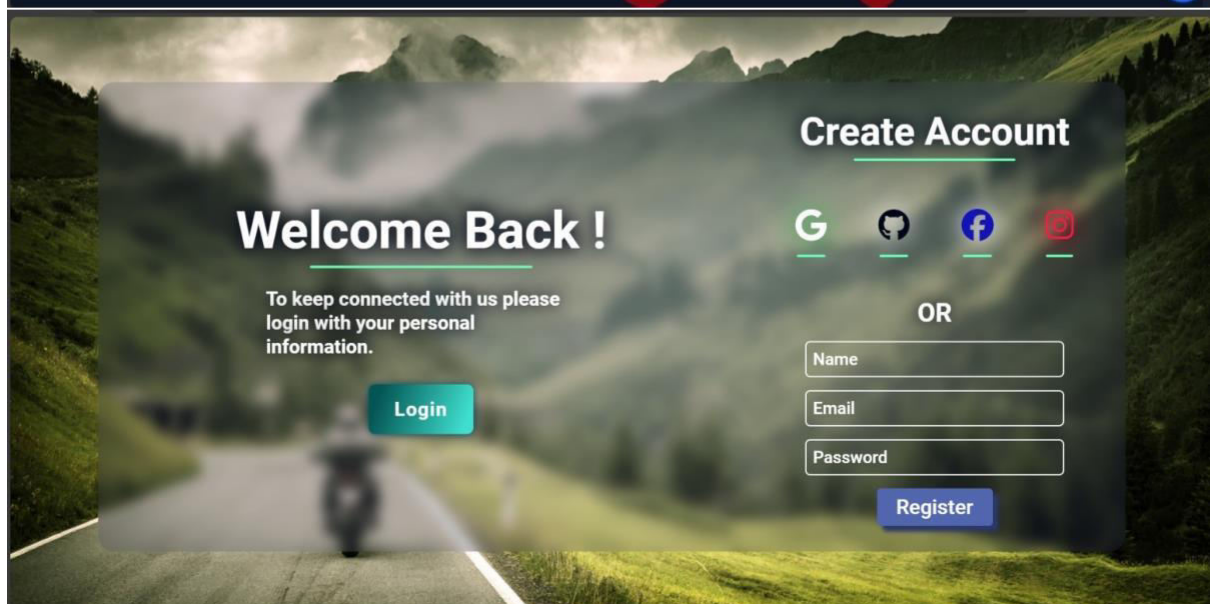 Welcome Back !
To keep connected with us please
login with your personal
information.
Login
Create Account
OR
Name
Email
Password
Register